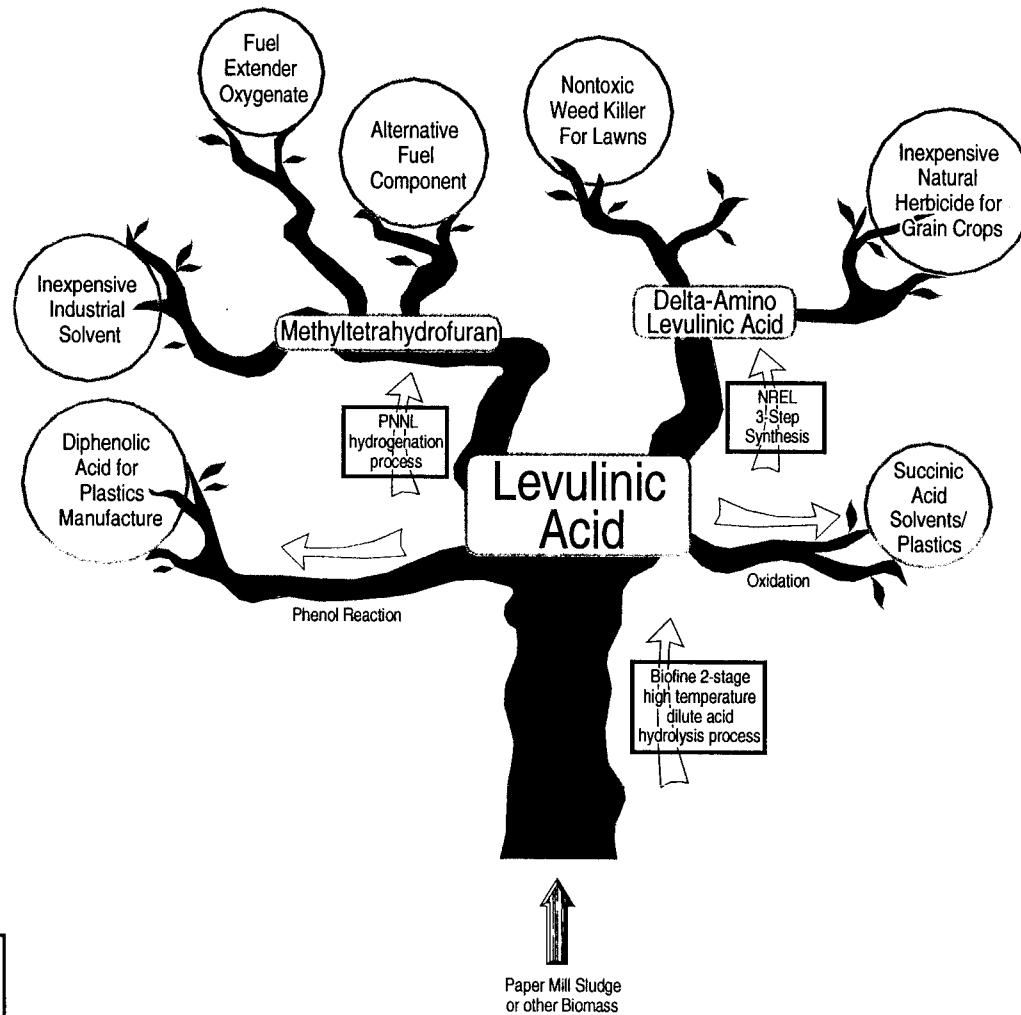 Fuel
Extender
Oxygenate
Alternative
Fuel
Component
Nontoxic
Weed Killer
For Lawns
Inexpensive
Natural
Herbicide for
Grain Crops
Inexpensive
Industrial
Solvent
Methyltetrahydrofuran
Delta-Amino
Levulinic Acid
PNNL
hydrogenation
process
NREL
3-Step
Synthesis
Diphenolic
Acid for
Plastics
Manufacture
Levulinic
Acid
Succinic
Acid
Solvents/
Plastics
Phenol Reaction
Oxidation
Biofine 2-stage
high temperature
dilute acid
hydrolysis process
Paper Mill Sludge
or other Biomass